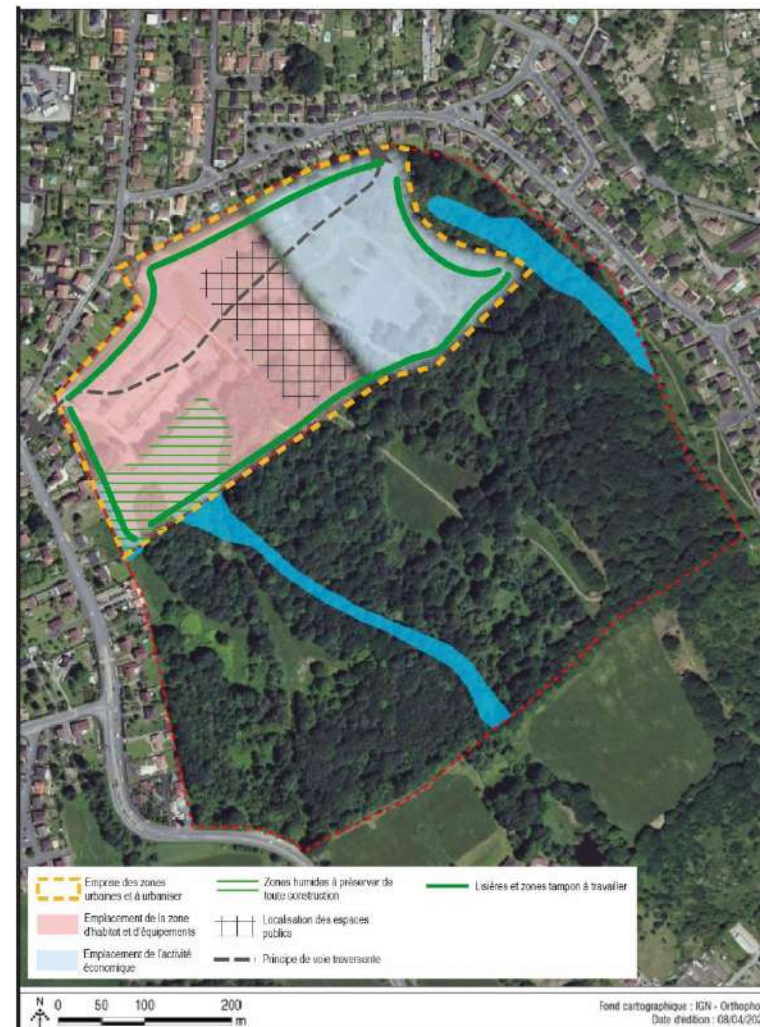 Emprise des zones
urbaines et à urbaniser
Emplacement de la zone
d'habitat et d'équipements
Emplacement de l'activité
économique
Zones humides à préserver de
toute construction
Localisation des espaces
publics
Principe de voie traversante
Lisières et zones tampon à travailler
N
0 50 100 200
m
Fond cartographique : IGN - Orthopho
Date d'édition : 08/04/202